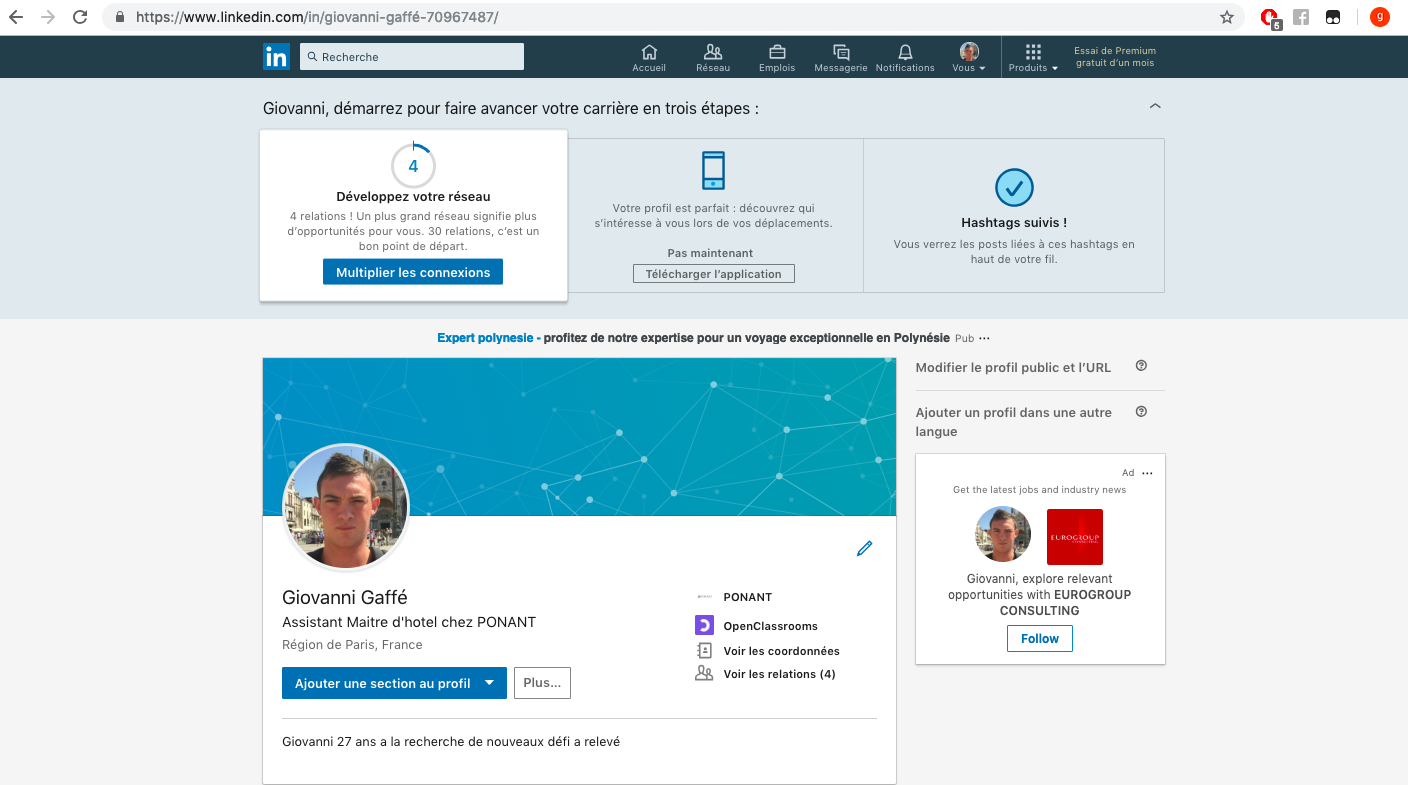 https://www.linkedin.com/in/giovanni-gaffé-70967487/
5
g
in
Recherche
Accueil
Réseau
Emplois
Messagerie
Notifications
Vous
Produits
Essai de Premium
gratuit d'un mois
Giovanni, démarrez pour faire avancer votre carrière en trois étapes :
4
Développez votre réseau
4 relations ! Un plus grand réseau signifie plus
d'opportunités pour vous. 30 relations, c'est un
bon point de départ.
Multiplier les connexions
Votre profil est parfait : découvrez qui
s'intéresse à vous lors de vos déplacements.
Pas maintenant
Télécharger l'application
Hashtags suivis !
Vous verrez les posts liées à ces hashtags en
haut de votre fil.
Expert polynesie - profitez de notre expertise pour un voyage exceptionnelle en Polynésie Pub ...
Giovanni Gaffé
Assistant Maitre d'hotel chez PONANT
Région de Paris, France
Ajouter une section au profil
Plus...
PONANT
OpenClassrooms
Voir les coordonnées
Voir les relations (4)
Giovanni 27 ans a la recherche de nouveaux défi a relevé
Modifier le profil public et l'URL
Ajouter un profil dans une autre
langue
Ad ...
Get the latest jobs and industry news
EUROGROUP
CONSULTING
Giovanni, explore relevant
opportunities with EUROGROUP
CONSULTING
Follow